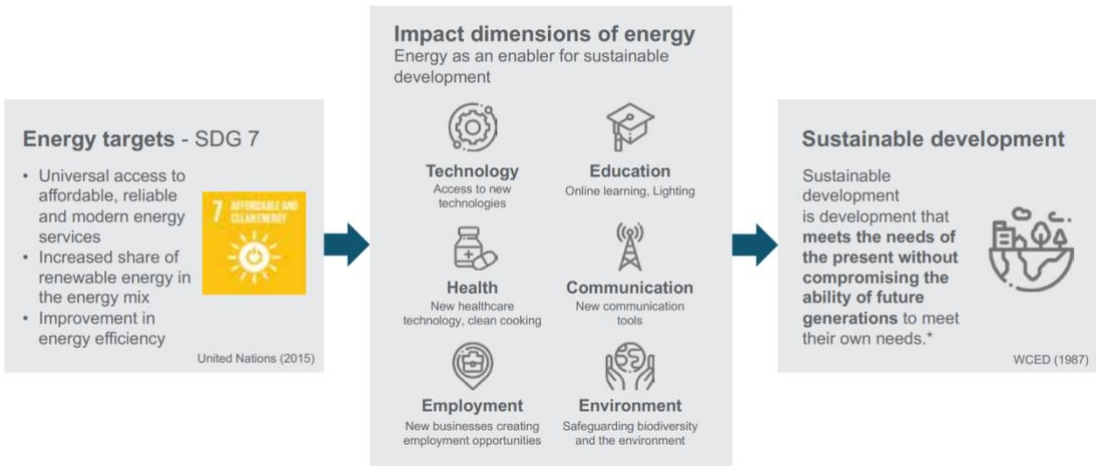 Energy targets - SDG 7
• Universal access to
affordable, reliable
and modern energy
services
• Increased share of
renewable energy in
the energy mix
• Improvement in
energy efficiency
7 AFFORDABLE AND
CLEAN ENERGY
United Nations (2015)
Impact dimensions of energy
Energy as an enabler for sustainable
development
Technology
Access to new
technologies
Education
Online learning, Lighting
Health
New healthcare
technology, clean cooking
Communication
New communication
tools
Employment
New businesses creating
employment opportunities
Environment
Safeguarding biodiversity
and the environment
Sustainable development
Sustainable
development
is development that
meets the needs of
the present without
compromising the
ability of future
generations to meet
their own needs.*
WCED (1987)